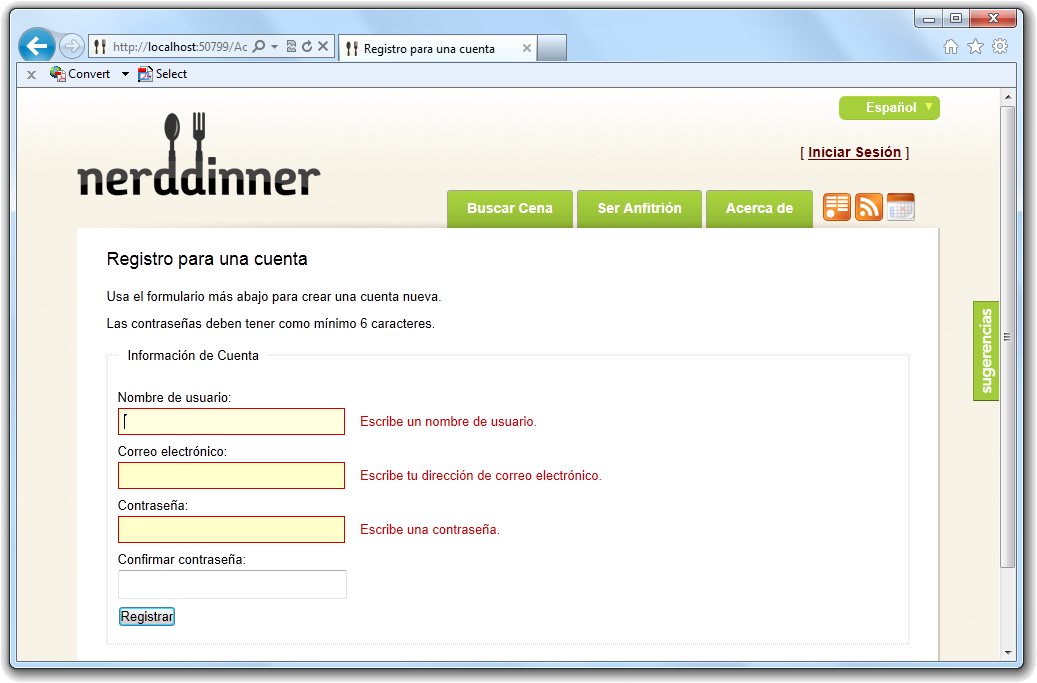 http://localhost:50799/Ac
Registro para una cuenta
x Convert Select
Español
nerddinner
[ Iniciar Sesión ]
Buscar Cena
Ser Anfitrión
Acerca de
Registro para una cuenta
Usa el formulario más abajo para crear una cuenta nueva.
Las contraseñas deben tener como mínimo 6 caracteres.
sugerencias
Información de Cuenta
Nombre de usuario:
Escribe un nombre de usuario.
Correo electrónico:
Escribe tu dirección de correo electrónico.
Contraseña:
Escribe una contraseña.
Confirmar contraseña:
Registrar